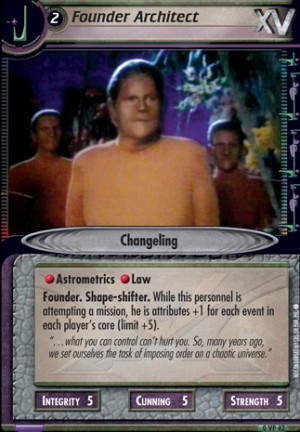 2 Founder Architect XV
Changeling
Astrometrics Law
Founder. Shape-shifter. While this personnel is
attempting a mission, he is attributes +1 for each event in
each player's core (limit +5).
"…what you can control can't hurt you. So, many years ago,
we set ourselves the task of imposing order on a chaotic universe."
INTEGRITY 5 CUNNING 5 STRENGTH 5
6 VP 42